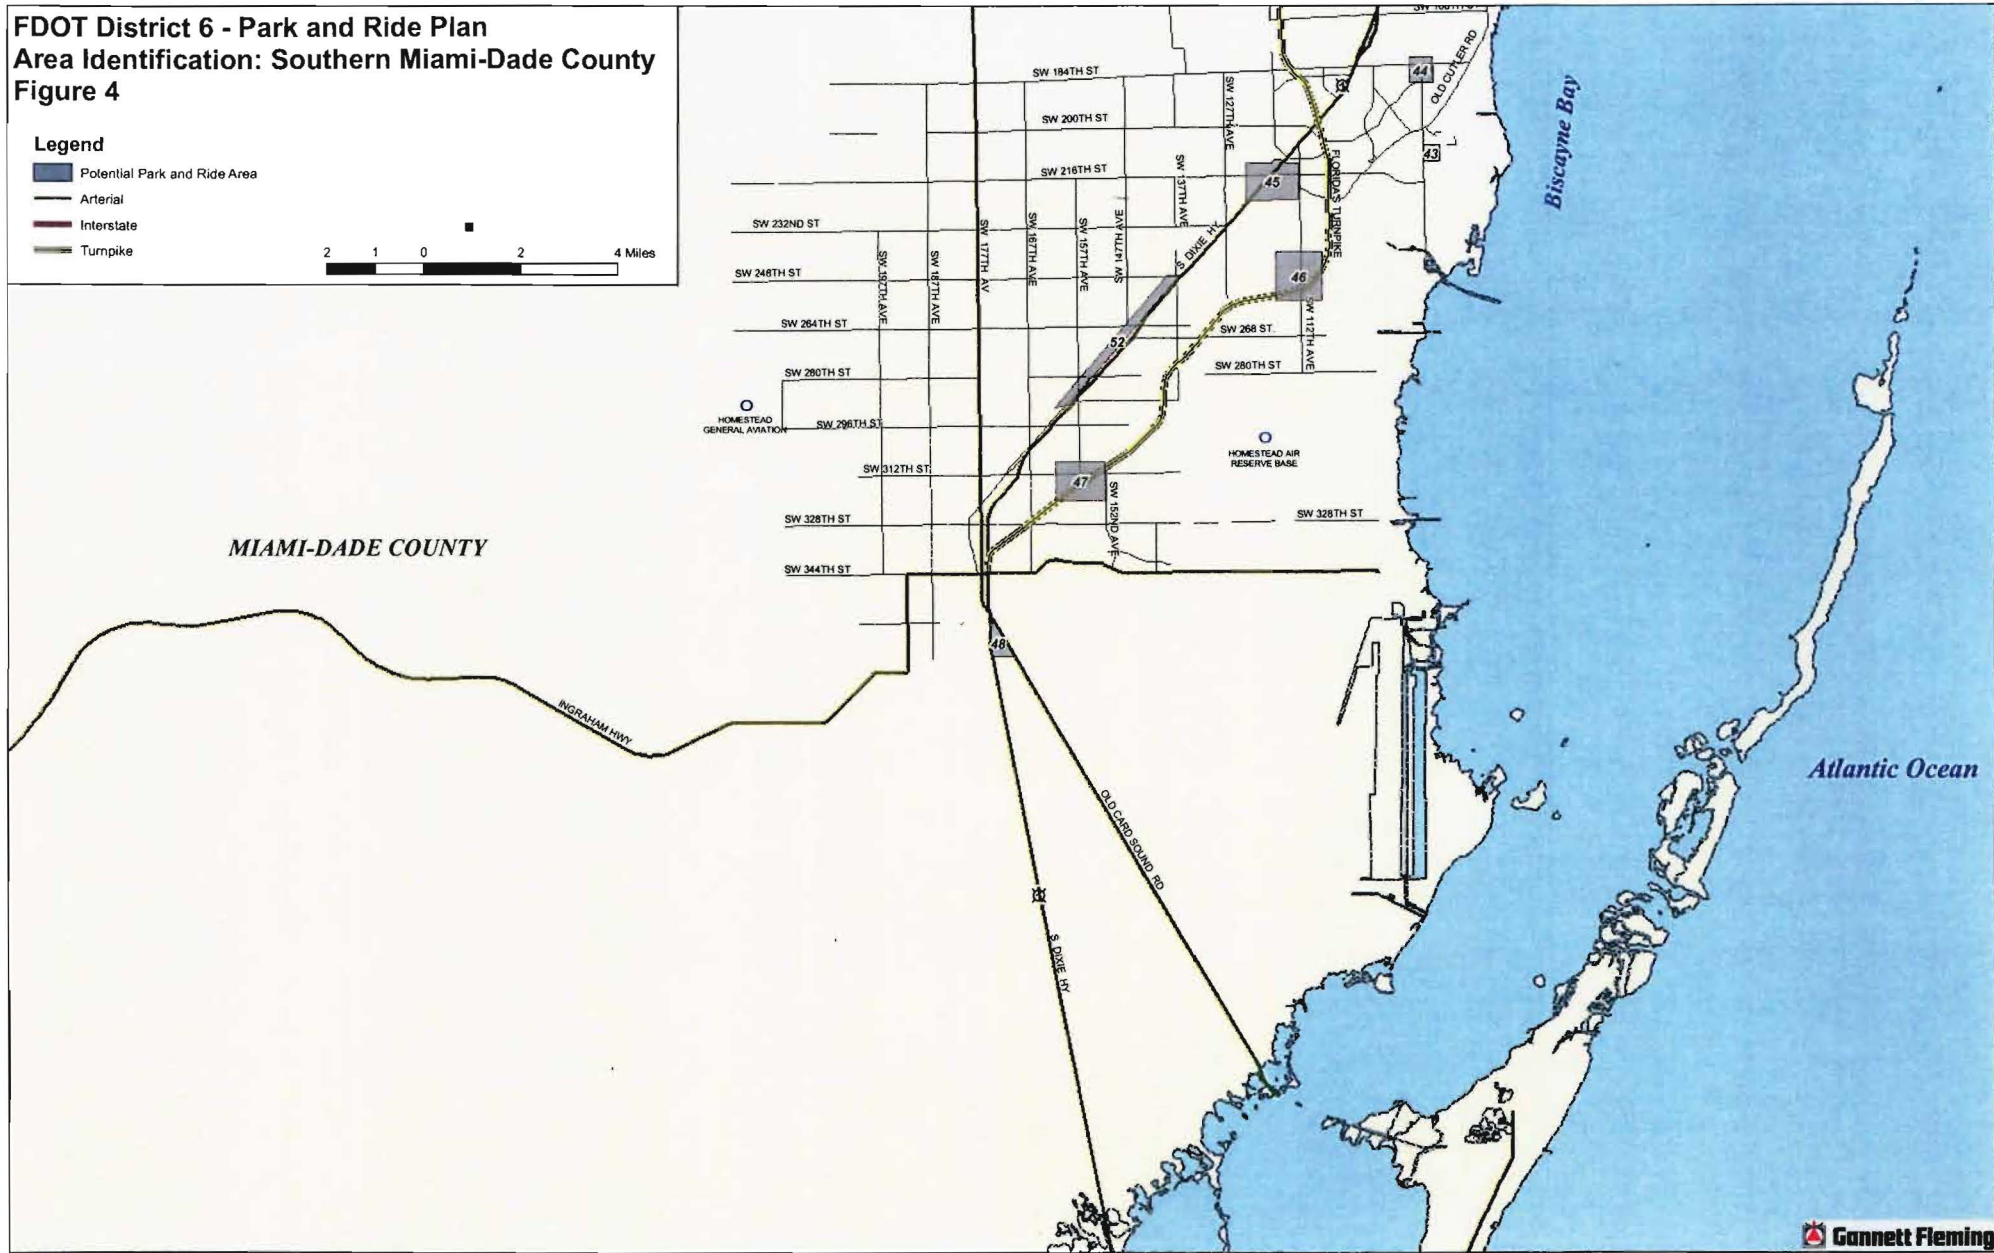 FDOT District 6 - Park and Ride Plan
Area Identification: Southern Miami-Dade County
Figure 4
Legend
Potential Park and Ride Area
Arterial
Interstate
Turnpike
2 1 0 2 4 Miles
SW 184TH ST
44
OLD CUTLER RD
Biscayne Bay
SW 127TH AVE
SW 200TH ST
43
FLORIDAS TURNPIKE
SW 216TH ST
SW 137TH AVE
45
SW 232ND ST
SW 177TH AV
SW 167TH AVE
SW 157TH AVE
SW 147TH AVE
S DIXIE HY
SW 197TH AVE
SW 187TH AVE
SW 248TH ST
46
SW 112TH AVE
SW 264TH ST
SW 268 ST
52
SW 280TH ST
SW 280TH ST
HOMESTEAD
GENERAL AVIATION
SW 296TH ST
HOMESTEAD AIR
RESERVE BASE
SW 312TH ST
47
SW 152ND AVE
SW 328TH ST
SW 328TH ST
MIAMI-DADE COUNTY
SW 344TH ST
48
INGRAHAM HWY
Atlantic Ocean
OLD CARD SOUND RD
S DIXIE HY
Gannett Fleming